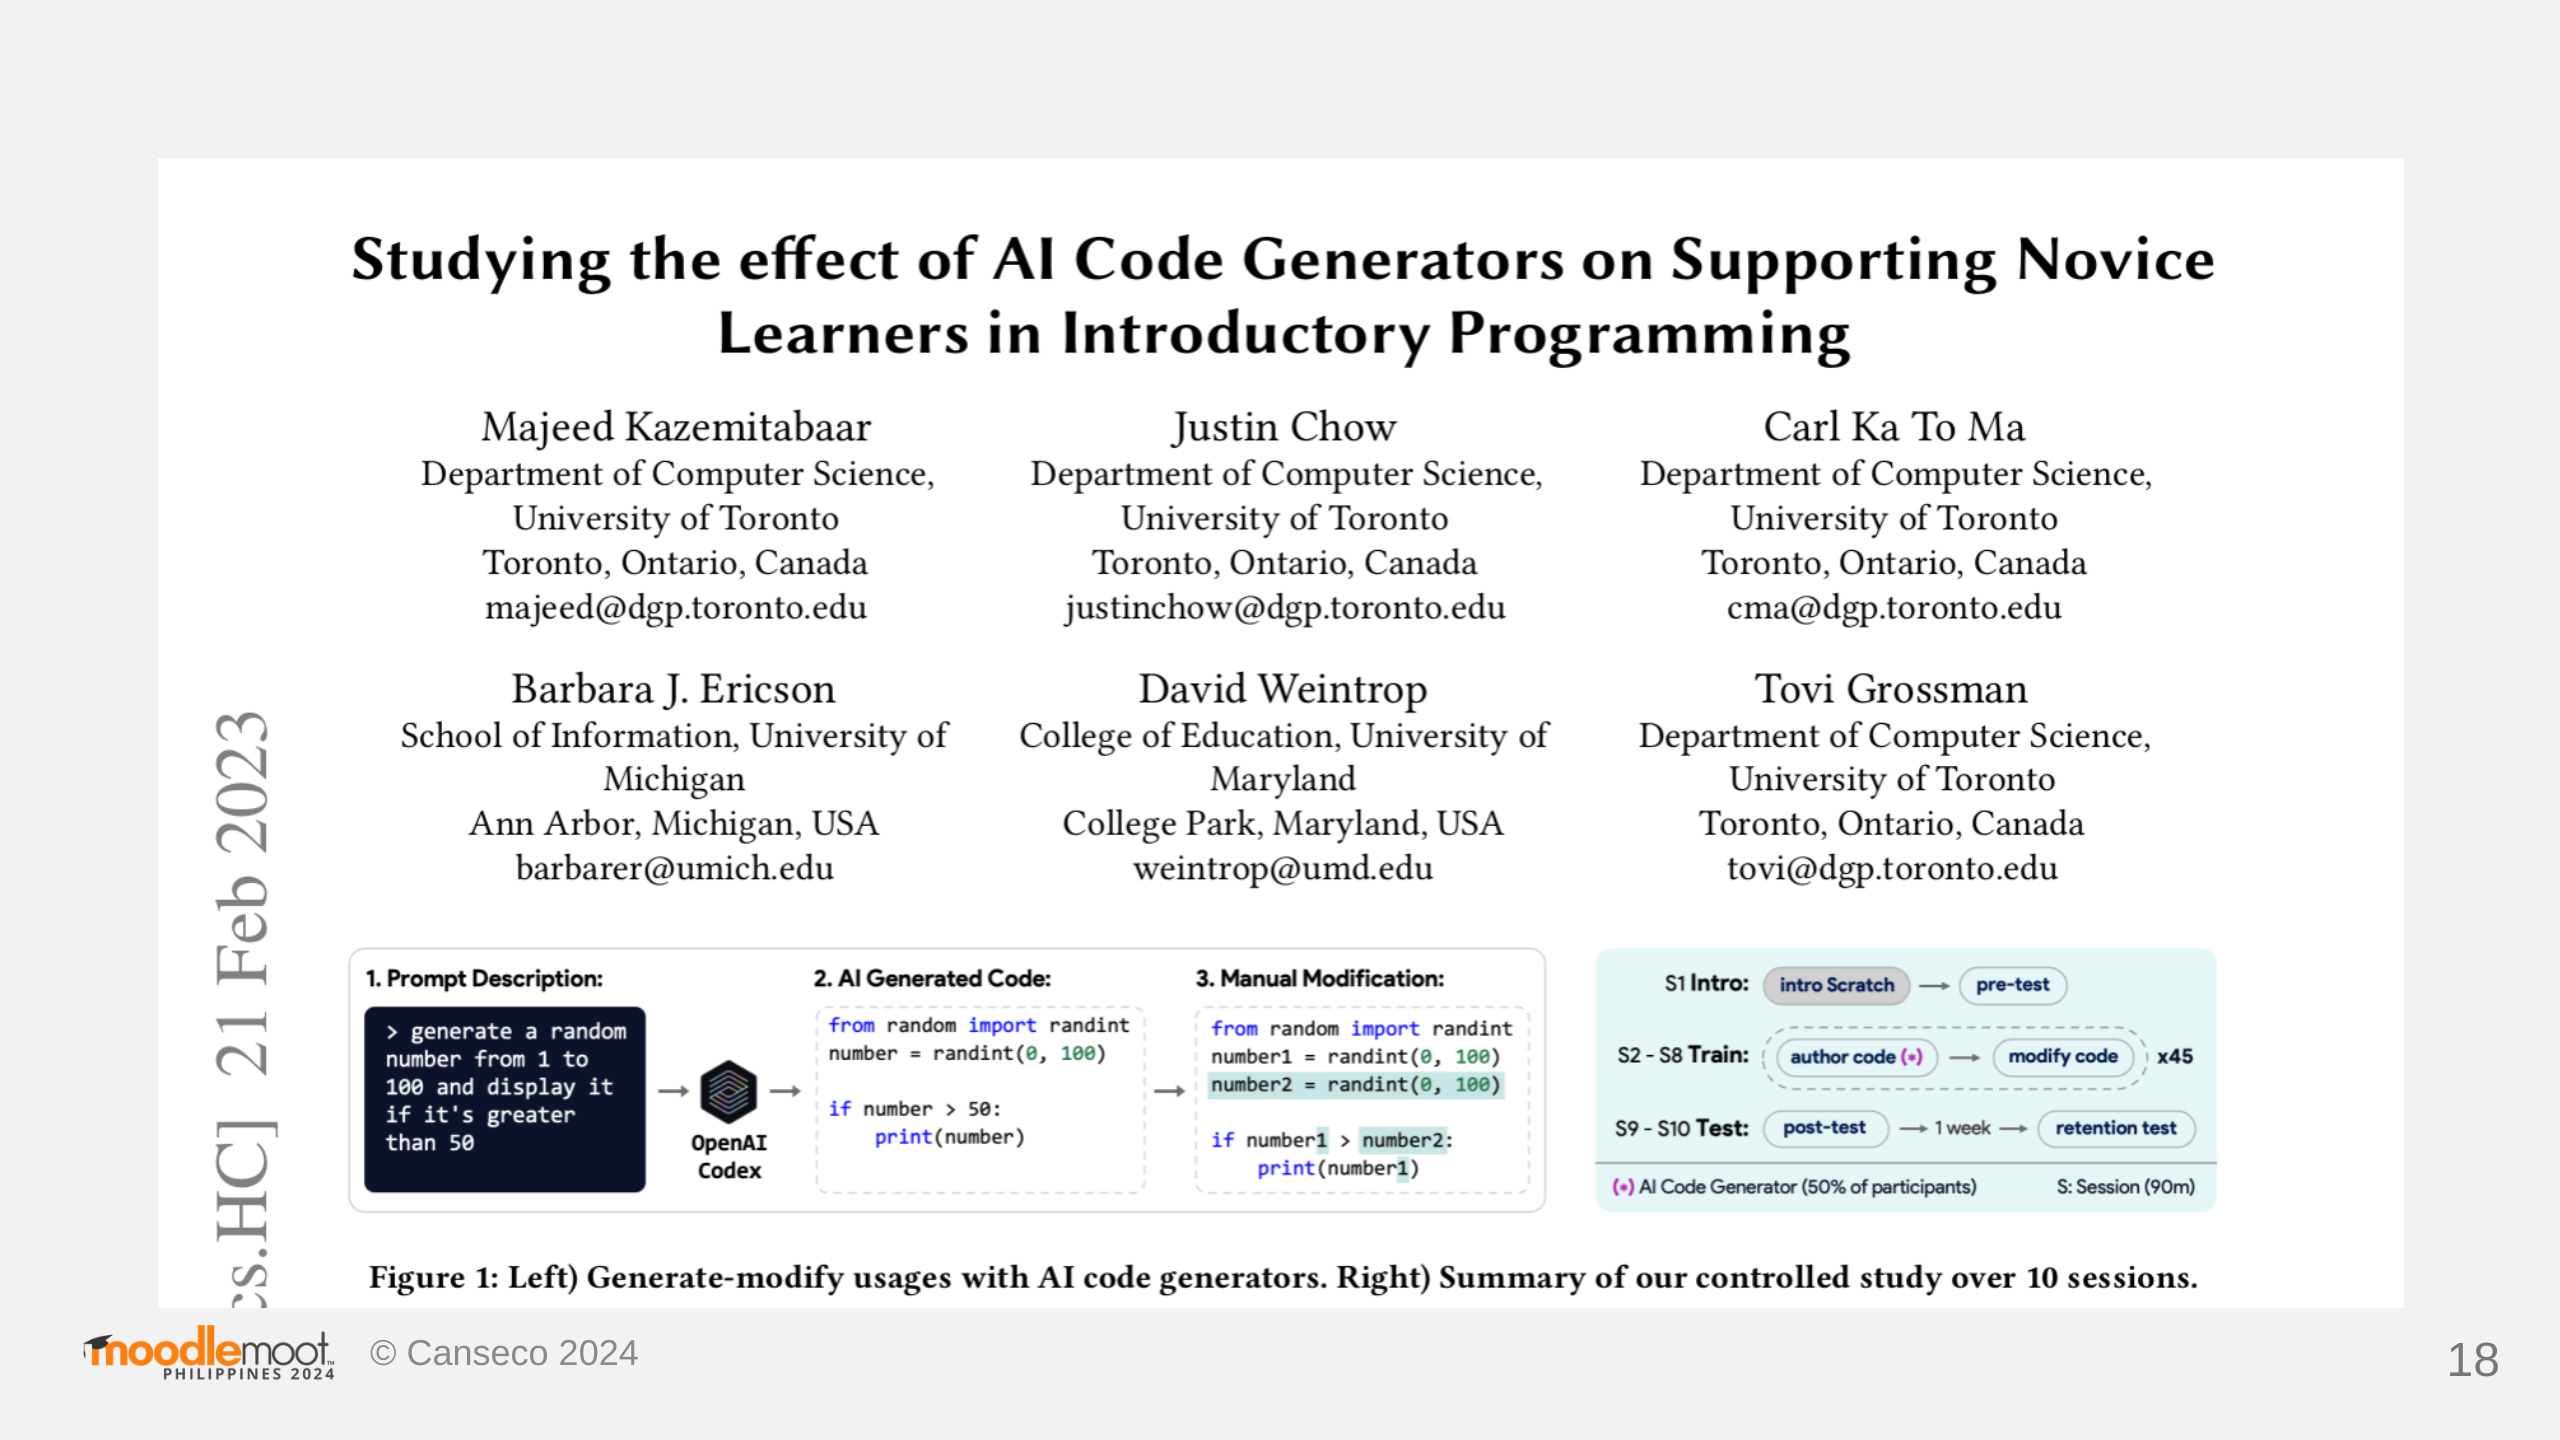 Studying the effect of AI Code Generators on Supporting Novice
Learners in Introductory Programming
Majeed Kazemitabaar
Department of Computer Science,
University of Toronto
Toronto, Ontario, Canada
majeed@dgp.toronto.edu
Justin Chow
Department of Computer Science,
University of Toronto
Toronto, Ontario, Canada
justinchow@dgp.toronto.edu
Carl Ka To Ma
Department of Computer Science,
University of Toronto
Toronto, Ontario, Canada
cma@dgp.toronto.edu
Barbara J. Ericson
School of Information, University of
Michigan
Ann Arbor, Michigan, USA
barbarer@umich.edu
David Weintrop
College of Education, University of
Maryland
College Park, Maryland, USA
weintrop@umd.edu
Tovi Grossman
Department of Computer Science,
University of Toronto
Toronto, Ontario, Canada
tovi@dgp.toronto.edu
cs.HC] 21 Feb 2023
1. Prompt Description:
> generate a random
number from 1 to
100 and display it
if it's greater
than 50
OpenAI
Codex
2. AI Generated Code:
from random import randint
number = randint(0, 100)
if number > 50:
print(number)
3. Manual Modification:
from random import randint
number1 = randint(0, 100)
number2 = randint(0, 100)
if number1 > number2:
print(number1)
S1 Intro: intro Scratch → pre-test
S2 - S8 Train: author code (*) → modify code x45
S9 - S10 Test: post-test → 1 week → retention test
(*) AI Code Generator (50% of participants) S: Session (90m)
Figure 1: Left) Generate-modify usages with AI code generators. Right) Summary of our controlled study over 10 sessions.
moodlemoot™
PHILIPPINES 2024
© Canseco 2024
18